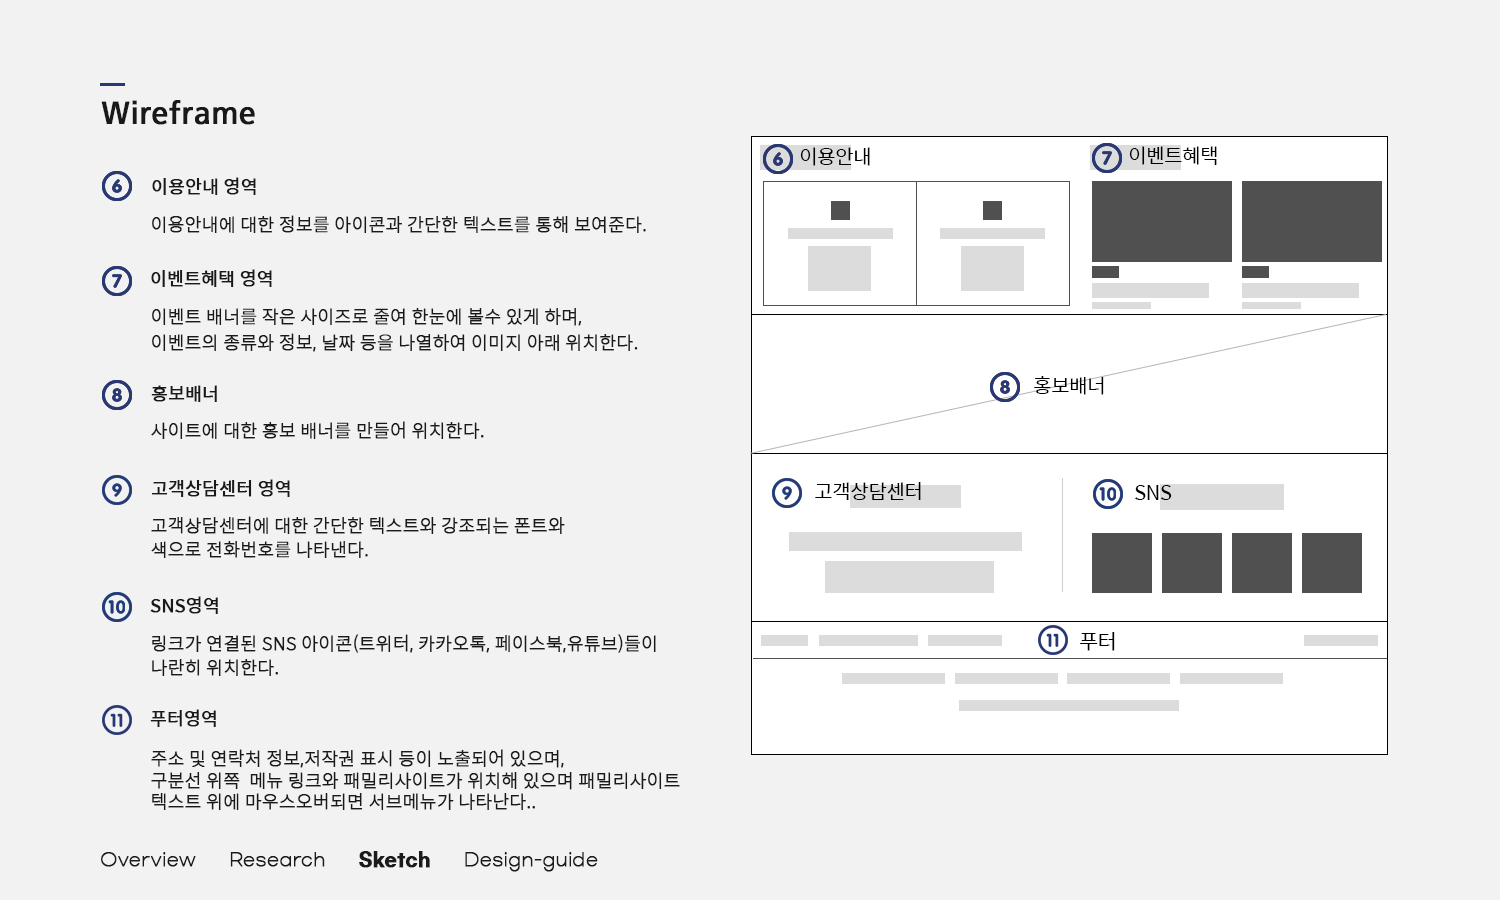 Wireframe
6 이용안내 영역
이용안내에 대한 정보를 아이콘과 간단한 텍스트를 통해 보여준다.
7 이벤트혜택 영역
이벤트 배너를 작은 사이즈로 줄여 한눈에 볼수 있게 하며,
이벤트의 종류와 정보, 날짜 등을 나열하여 이미지 아래 위치한다.
8 홍보배너
사이트에 대한 홍보 배너를 만들어 위치한다.
9 고객상담센터 영역
고객상담센터에 대한 간단한 텍스트와 강조되는 폰트와
색으로 전화번호를 나타낸다.
10 SNS영역
링크가 연결된 SNS 아이콘(트위터, 카카오톡, 페이스북,유튜브)들이
나란히 위치한다.
11 푸터영역
주소 및 연락처 정보,저작권 표시 등이 노출되어 있으며,
구분선 위쪽 메뉴 링크와 패밀리사이트가 위치해 있으며 패밀리사이트
텍스트 위에 마우스오버되면 서브메뉴가 나타난다..
6 이용안내
7 이벤트혜택
8 홍보배너
9 고객상담센터
10 SNS
11 푸터
Overview Research Sketch Design-guide